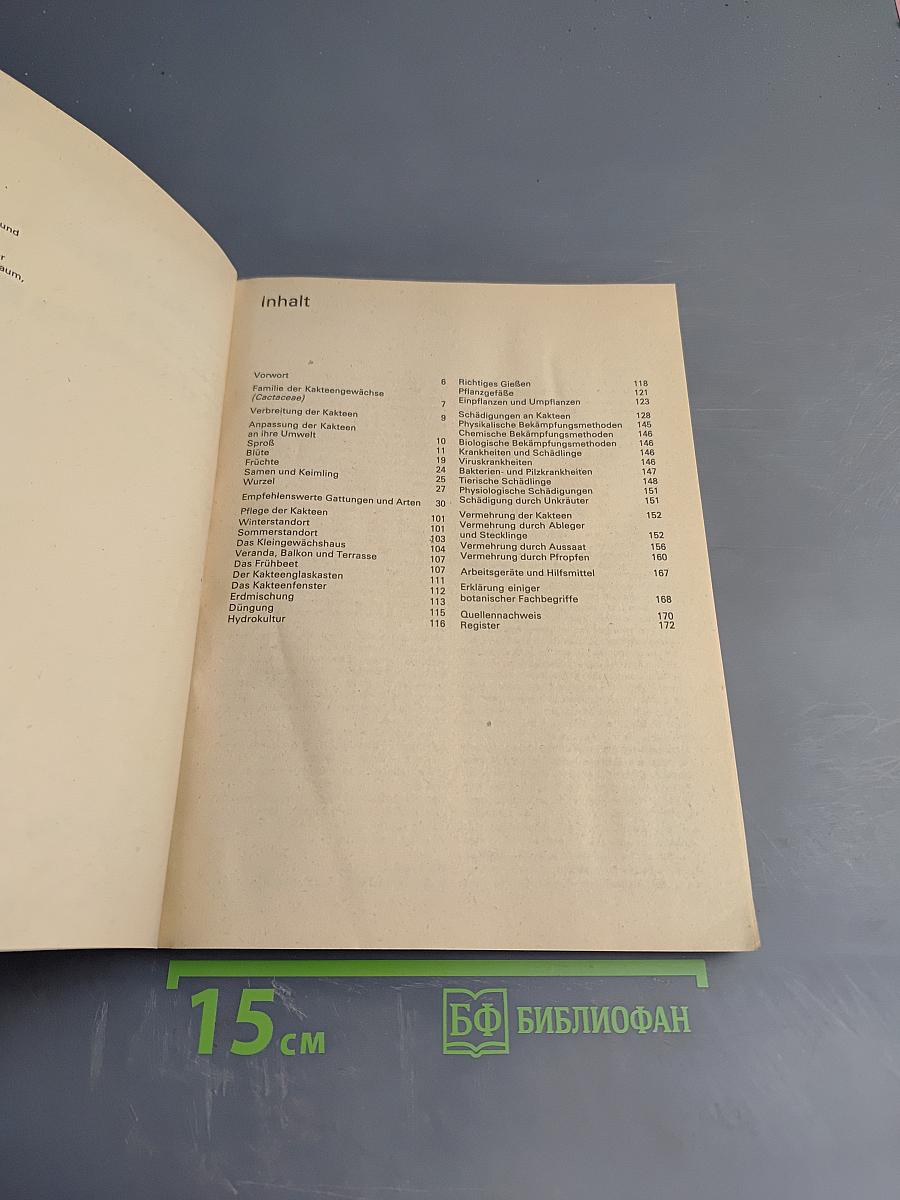 und
r
aum,
Inhalt
Vorwort 6
Familie der Kakteengewächse
(Cactaceae) 7
Verbreitung der Kakteen 9
Anpassung der Kakteen
an ihre Umwelt 10
Sproß 11
Blüte 19
Früchte 24
Samen und Keimling 25
Wurzel 27
Empfehlenswerte Gattungen und Arten 30
Pflege der Kakteen 101
Winterstandort 101
Sommerstandort 103
Das Kleingewächshaus 104
Veranda, Balkon und Terrasse 107
Das Frühbeet 107
Der Kakteenglaskasten 111
Das Kakteenfenster 112
Erdmischung 113
Düngung 115
Hydrokultur 116
Richtiges Gießen 118
Pflanzgefäße 121
Einpflanzen und Umpflanzen 123
Schädigungen an Kakteen 128
Physikalische Bekämpfungsmethoden 145
Chemische Bekämpfungsmethoden 146
Biologische Bekämpfungsmethoden 146
Krankheiten und Schädlinge 146
Viruskrankheiten 146
Bakterien- und Pilzkrankheiten 147
Tierische Schädlinge 148
Physiologische Schädigungen 151
Schädigung durch Unkräuter 151
Vermehrung der Kakteen 152
Vermehrung durch Ableger
und Stecklinge 152
Vermehrung durch Aussaat 156
Vermehrung durch Pfropfen 160
Arbeitsgeräte und Hilfsmittel 167
Erklärung einiger
botanischer Fachbegriffe 168
Quellennachweis 170
Register 172
15 см
БФ БИБЛИОФАН